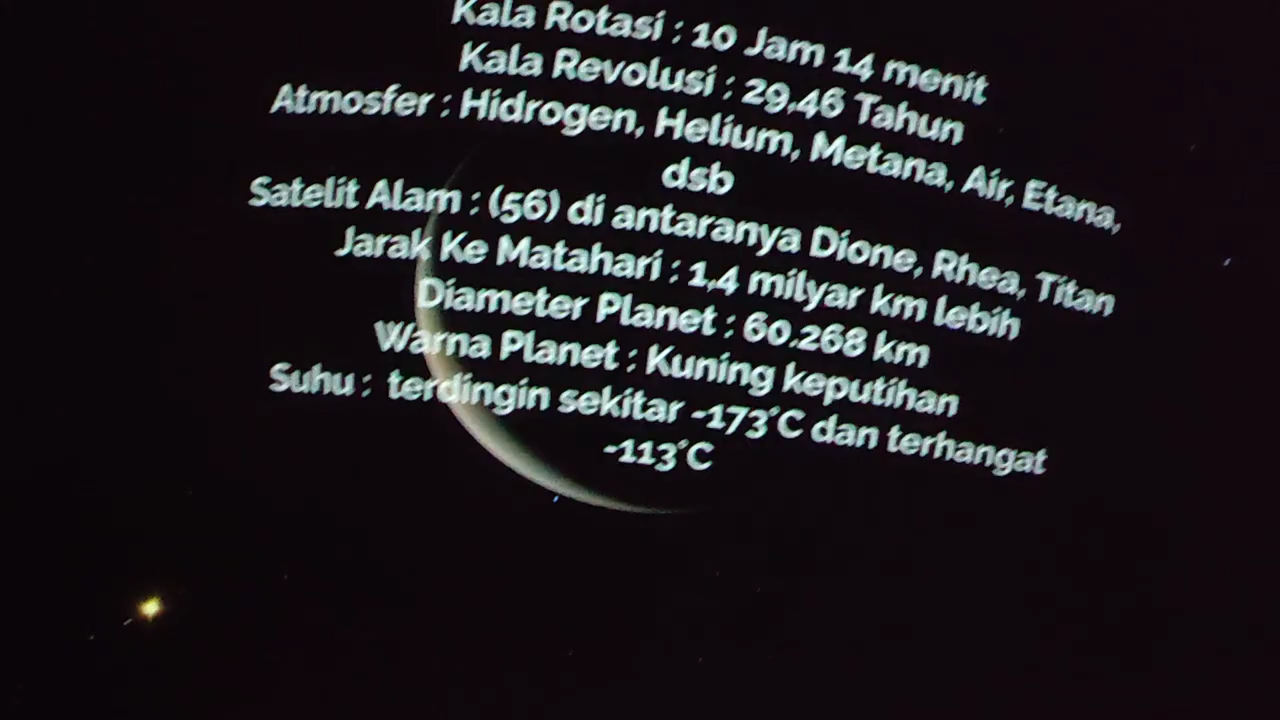 Kala Rotasi : 10 Jam 14 menit
Kala Revolusi : 29,46 Tahun
Atmosfer : Hidrogen, Helium, Metana, Air, Etana,
dsb
Satelit Alam : (56) di antaranya Dione, Rhea, Titan
Jarak Ke Matahari : 1,4 milyar km lebih
Diameter Planet : 60.268 km
Warna Planet : Kuning keputihan
Suhu : terdingin sekitar -173°C dan terhangat
-113°C